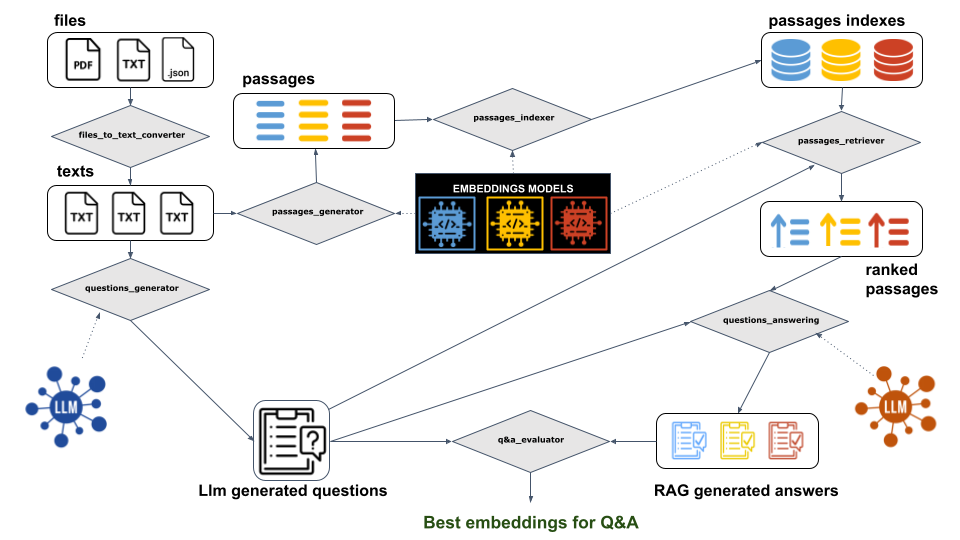 files
PDF
TXT
.json
files_to_text_converter
texts
TXT
TXT
TXT
questions_generator
LLM
passages
passages_generator
passages_indexer
EMBEDDINGS MODELS
</>
</>
</>
passages indexes
passages_retriever
ranked
passages
questions_answering
LLM
?
Llm generated questions
q&a_evaluator
RAG generated answers
Best embeddings for Q&A